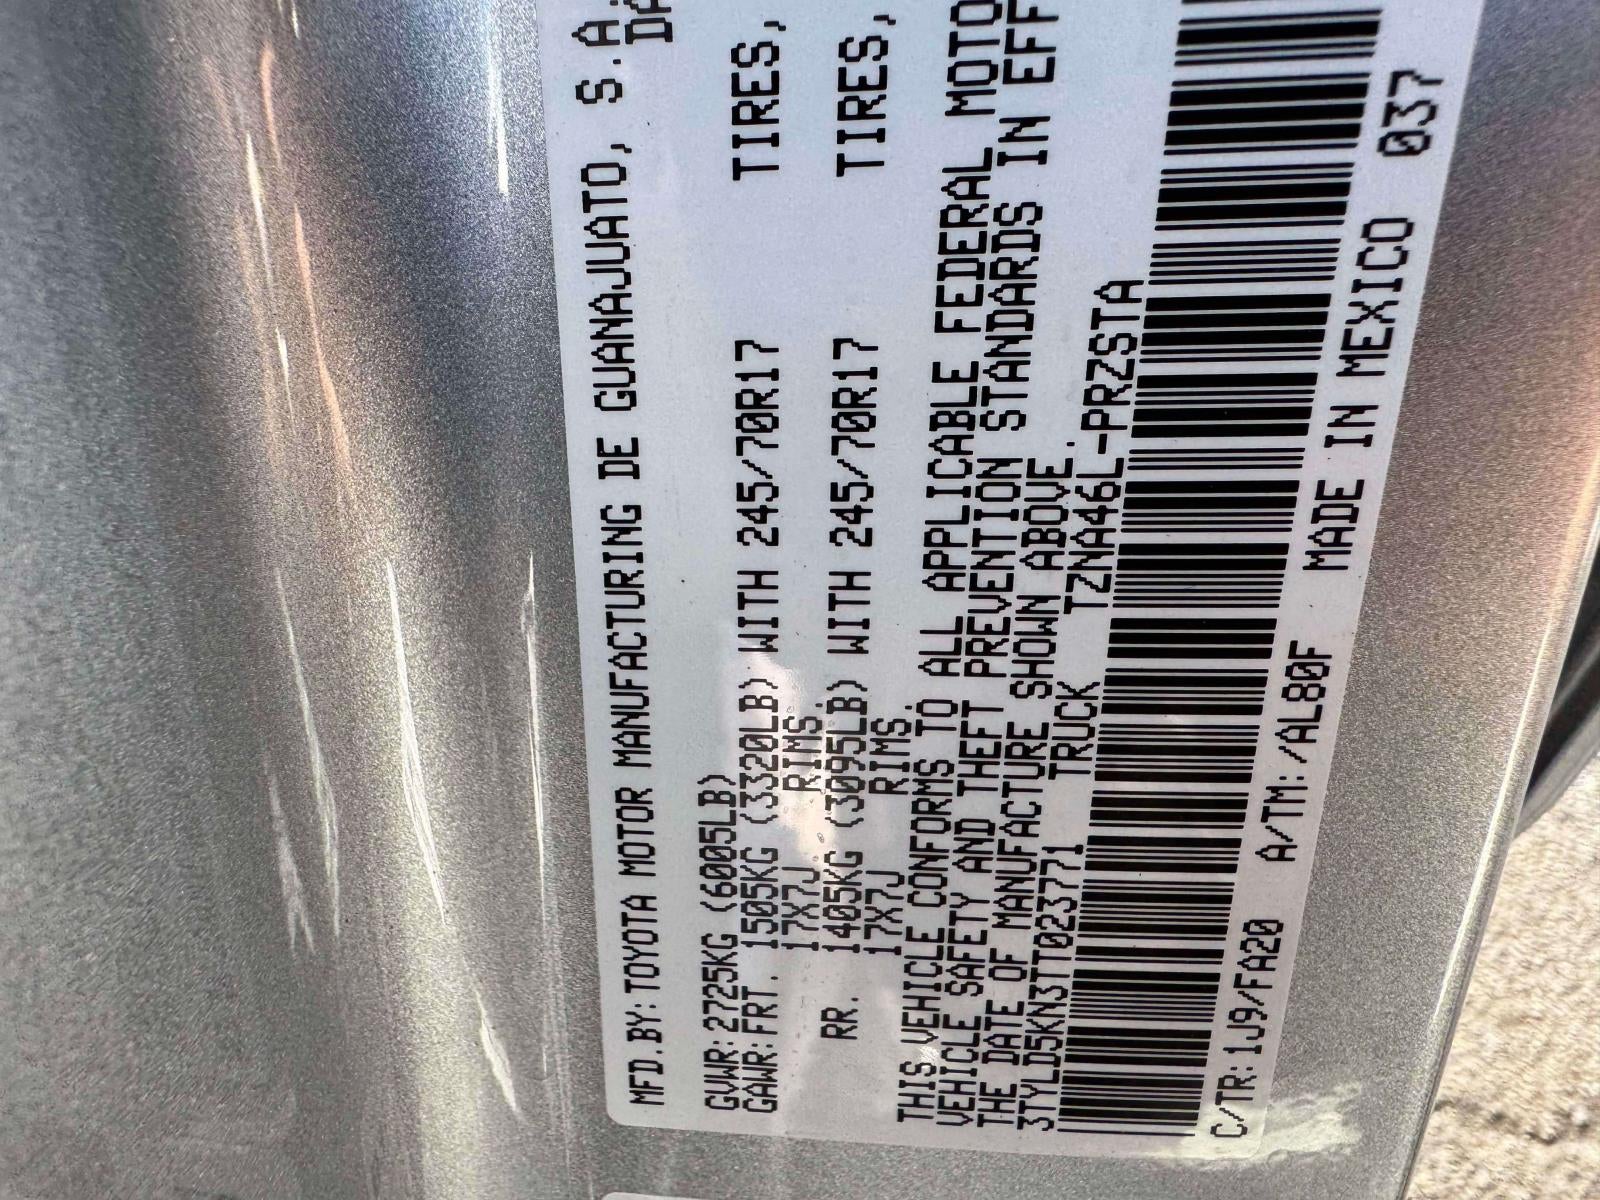 MFD.BY:TOYOTA MOTOR MANUFACTURING DE GUANAJUATO, S.A.
DA
GVWR:2725KG (6005LB)
GAWR:FRT. 1505KG (3320LB) WITH 245/70R17 TIRES,
17X7J RIMS,
RR. 1405KG (3095LB) WITH 245/70R17 TIRES,
17X7J RIMS.
THIS VEHICLE CONFORMS TO ALL APPLICABLE FEDERAL MOTO
VEHICLE SAFETY AND THEFT PREVENTION STANDARDS IN EFF
THE DATE OF MANUFACTURE SHOWN ABOVE.
3TYLD5KN3TT023771 TRUCK TZNA46L-PRZSTA
C/TR:1J9/FA20 A/TM:/AL80F MADE IN MEXICO 037